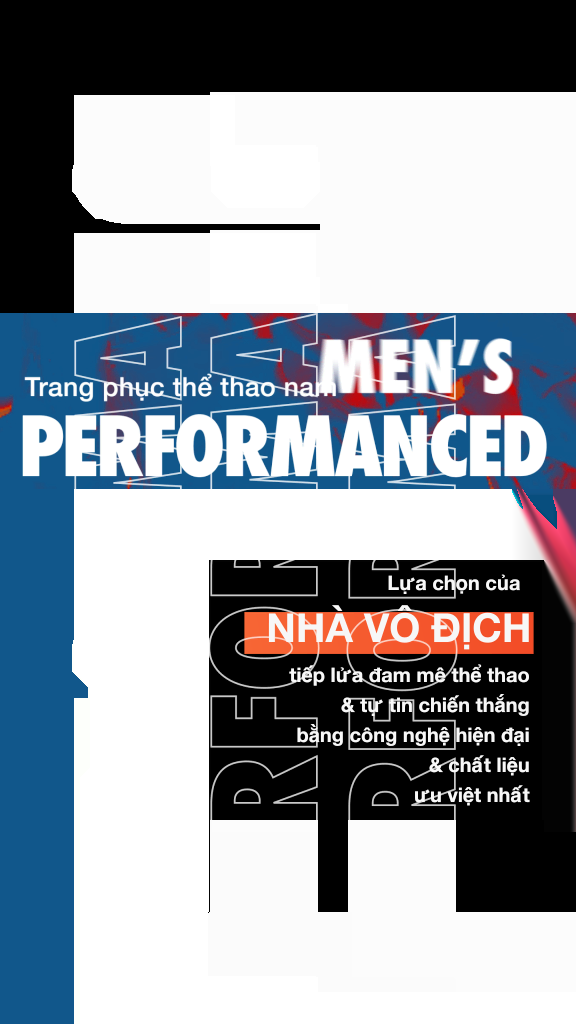 MEN'S
Trang phục thể thao nam
PERFORMANCED
Lựa chọn của
NHÀ VÔ ĐỊCH
tiếp lửa đam mê thể thao
& tự tin chiến thắng
bằng công nghệ hiện đại
& chất liệu
ưu việt nhất